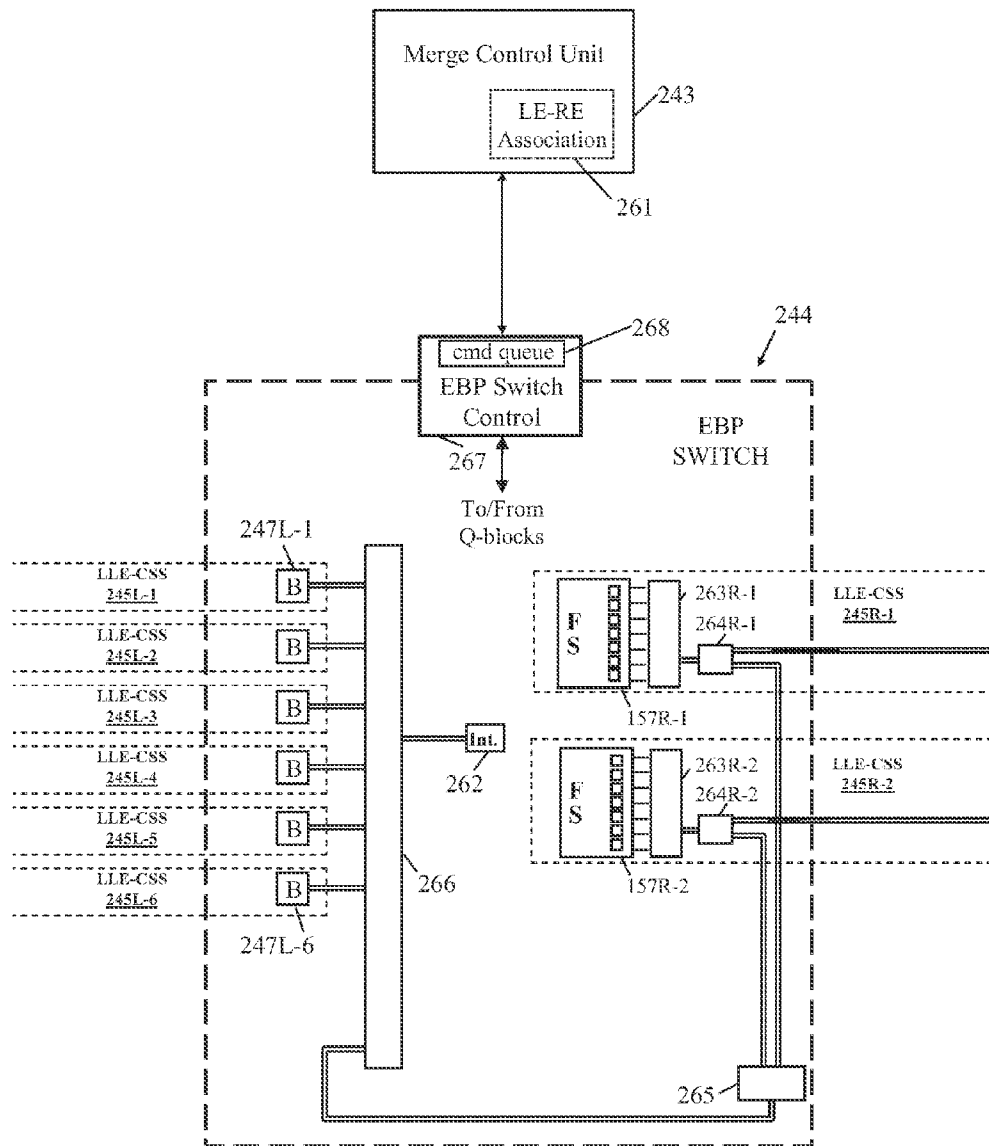 Merge Control Unit
LE-RE
Association
243
261
268
244
cmd queue
EBP Switch
Control
267
EBP
SWITCH
To/From
Q-blocks
247L-1
LLE-CSS
245L-1
B
LLE-CSS
245L-2
B
LLE-CSS
245L-3
B
LLE-CSS
245L-4
B
LLE-CSS
245L-5
B
LLE-CSS
245L-6
B
247L-6
266
Int.
262
F
S
263R-1
264R-1
157R-1
LLE-CSS
245R-1
F
S
263R-2
264R-2
157R-2
LLE-CSS
245R-2
265